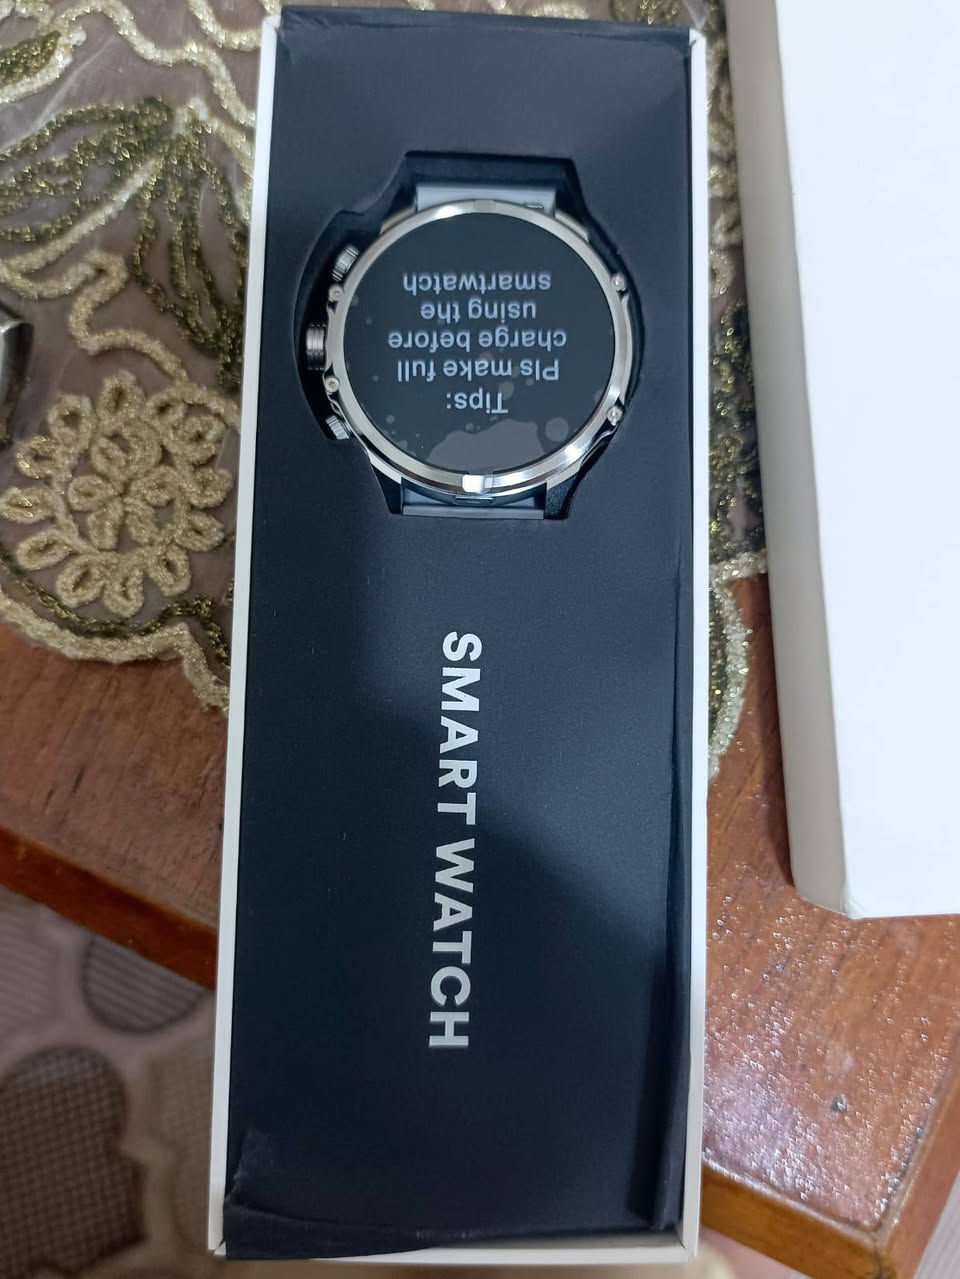 Tips:
Pls make full
charge before
using the
smartwatch
SMART WATCH